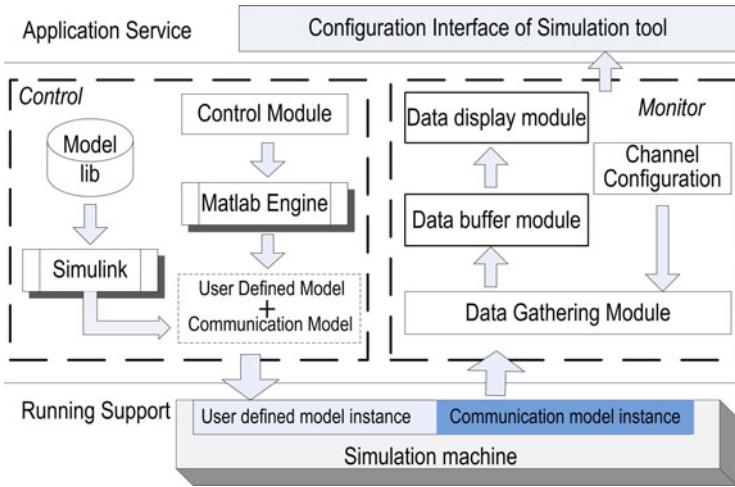 Application Service
Configuration Interface of Simulation tool
Control
Control Module
Model
lib
Matlab Engine
Simulink
User Defined Model
+
Communication Model
Monitor
Data display module
Channel
Configuration
Data buffer module
Data Gathering Module
Running Support
User defined model instance
Communication model instance
Simulation machine